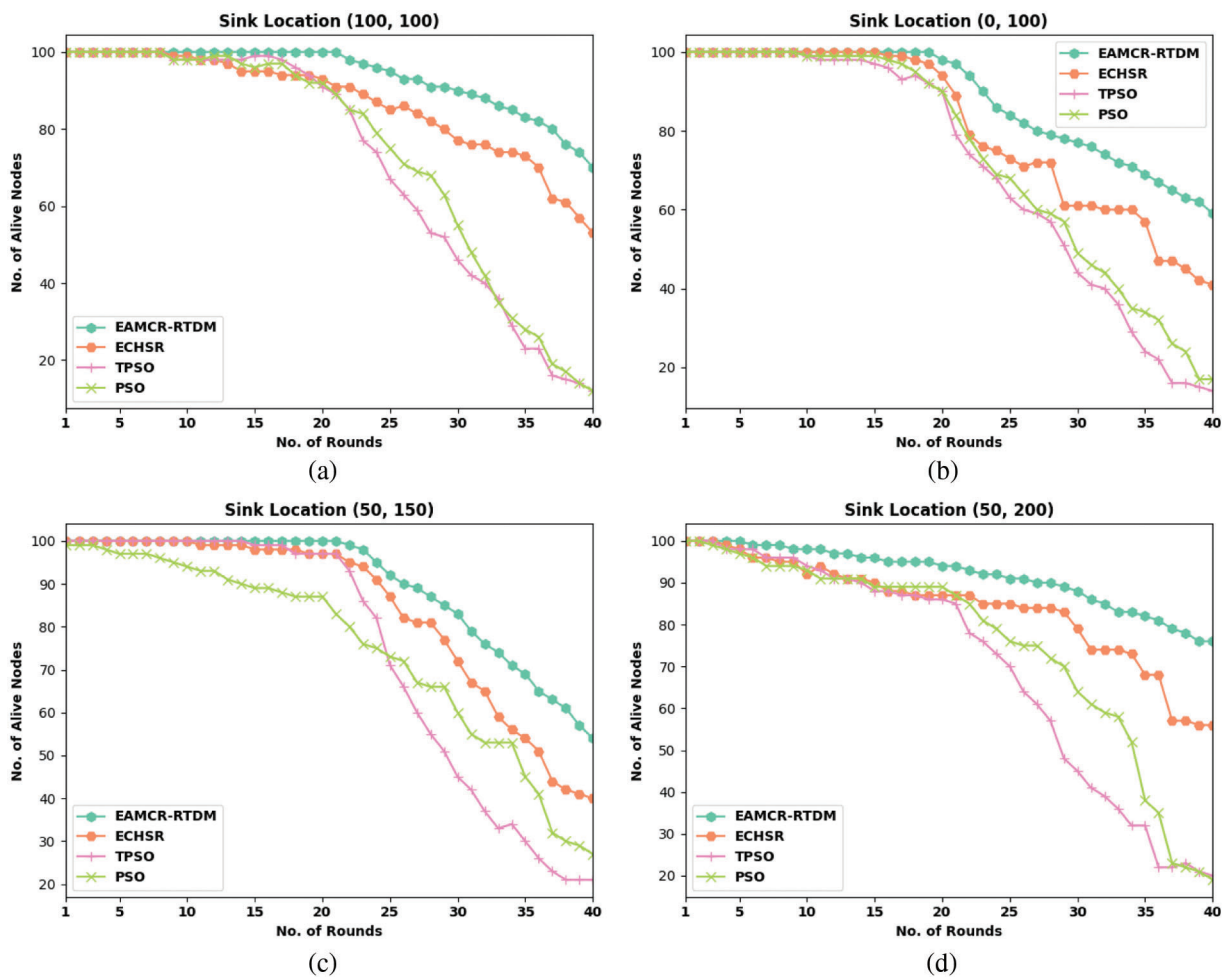 Sink Location (100, 100)
No. of Alive Nodes
100
80
60
40
20
EAMCR-RTDM
ECHSR
TPSO
PSO
1 5 10 15 20 25 30 35 40
No. of Rounds
(a)
Sink Location (0, 100)
No. of Alive Nodes
100
80
60
40
20
EAMCR-RTDM
ECHSR
TPSO
PSO
1 5 10 15 20 25 30 35 40
No. of Rounds
(b)
Sink Location (50, 150)
No. of Alive Nodes
100
90
80
70
60
50
40
30
20
EAMCR-RTDM
ECHSR
TPSO
PSO
1 5 10 15 20 25 30 35 40
No. of Rounds
(c)
Sink Location (50, 200)
No. of Alive Nodes
100
90
80
70
60
50
40
30
20
EAMCR-RTDM
ECHSR
TPSO
PSO
1 5 10 15 20 25 30 35 40
No. of Rounds
(d)